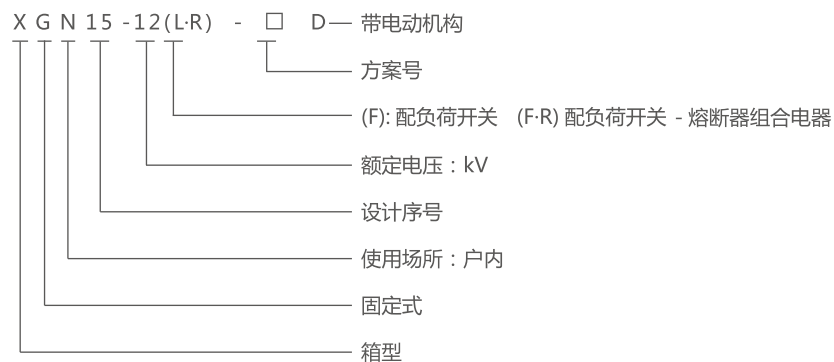 X G N 15 -12(L·R) - □ D 带电动机构
方案号
(F): 配负荷开关 (F·R) 配负荷开关 - 熔断器组合电器
额定电压：kV
设计序号
使用场所：户内
固定式
箱型